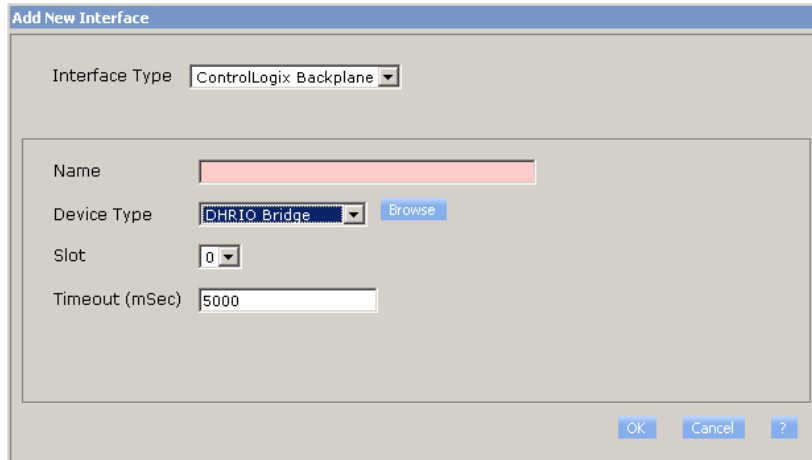 Add New Interface
Interface Type ControlLogix Backplane
Name
Device Type DHRIO Bridge Browse
Slot 0
Timeout (mSec) 5000
OK Cancel ?